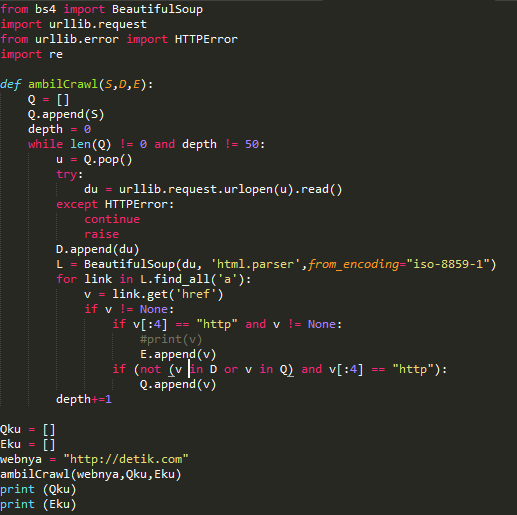 from bs4 import BeautifulSoup
import urllib.request
from urllib.error import HTTPError
import re

def ambilCrawl(S,D,E):
    Q = []
    Q.append(S)
    depth = 0
    while len(Q) != 0 and depth != 50:
        u = Q.pop()
        try:
            du = urllib.request.urlopen(u).read()
        except HTTPError:
            continue
            raise
        D.append(du)
        L = BeautifulSoup(du, 'html.parser',from_encoding="iso-8859-1")
        for link in L.find_all('a'):
            v = link.get('href')
            if v != None:
                if v[:4] == "http" and v != None:
                    #print(v)
                    E.append(v)
                if (not (v in D or v in Q) and v[:4] == "http"):
                    Q.append(v)
        depth+=1

Qku = []
Eku = []
webnya = "http://detik.com"
ambilCrawl(webnya,Qku,Eku)
print (Qku)
print (Eku)